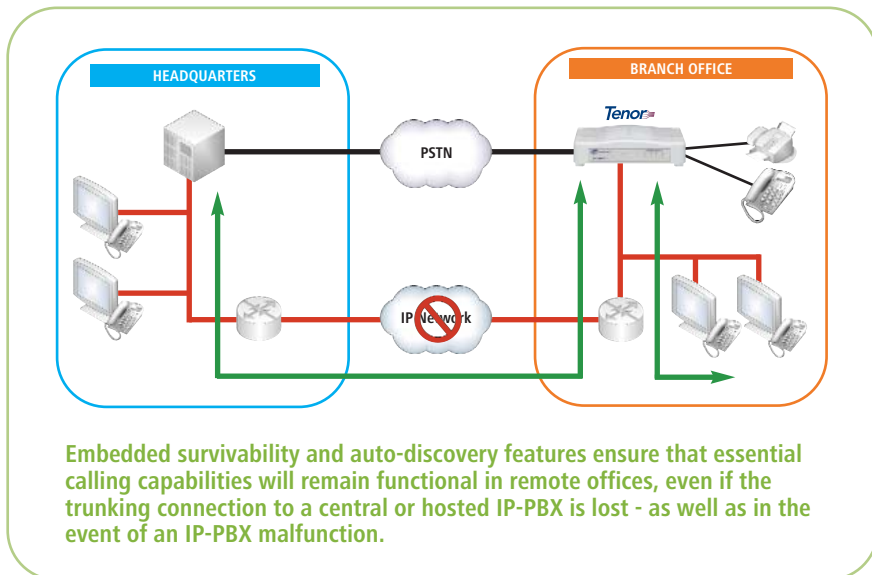 HEADQUARTERS
BRANCH OFFICE
Tenor
PSTN
IP Network
Embedded survivability and auto-discovery features ensure that essential
calling capabilities will remain functional in remote offices, even if the
trunking connection to a central or hosted IP-PBX is lost - as well as in the
event of an IP-PBX malfunction.